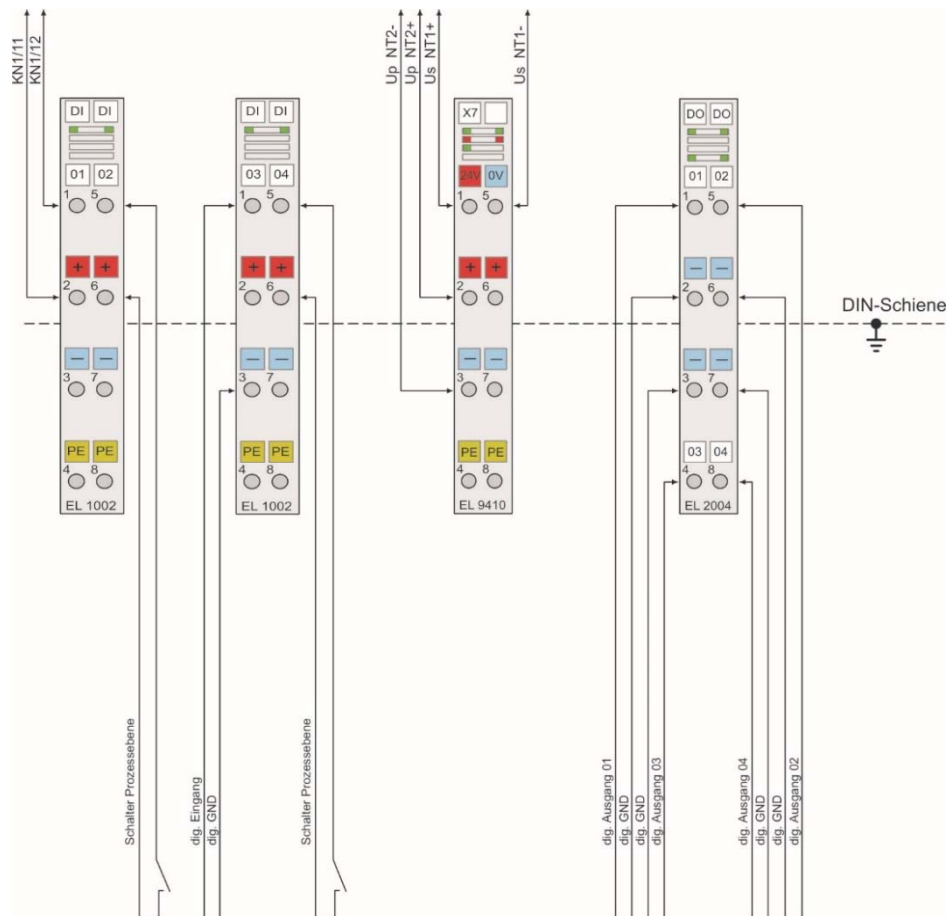 KN1/11
KN1/12
Up NT2-
Up NT2+
Us NT1+
Us NT1-
DI DI
DI DI
X7
DO DO
01 02
03 04
24V 0V
01 02
1 5
1 5
1 5
1 5
+ +
+ +
+ +
− −
2 6
2 6
2 6
2 6
DIN-Schiene
− −
− −
− −
− −
3 7
3 7
3 7
3 7
PE PE
PE PE
PE PE
03 04
4 8
4 8
4 8
4 8
EL 1002
EL 1002
EL 9410
EL 2004
Schalter Prozessebene
dig. Eingang
dig. GND
Schalter Prozessebene
dig. Ausgang 01
dig. GND
dig. GND
dig. Ausgang 03
dig. Ausgang 04
dig. GND
dig. GND
dig. Ausgang 02